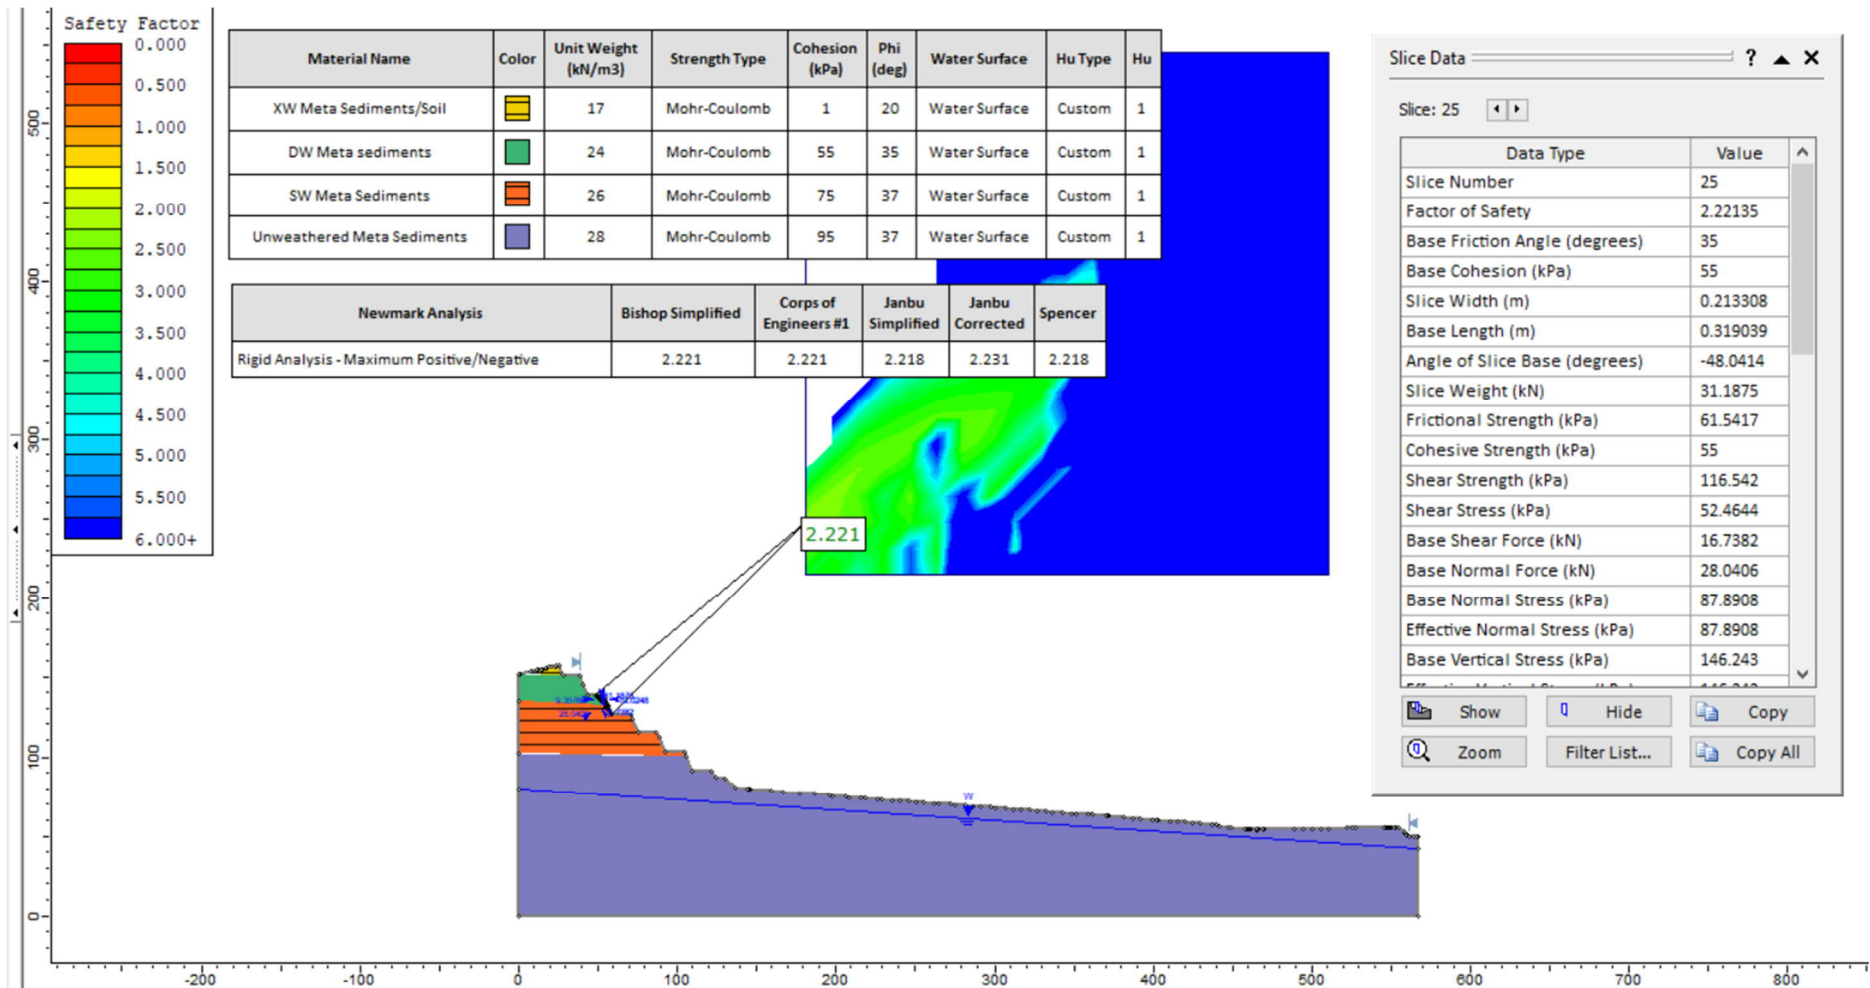 Safety Factor
0.000
0.500
1.000
1.500
2.000
2.500
3.000
3.500
4.000
4.500
5.000
5.500
6.000+
Material Name Color Unit Weight (kN/m3) Strength Type Cohesion (kPa) Phi (deg) Water Surface Hu Type Hu
XW Meta Sediments/Soil 17 Mohr-Coulomb 1 20 Water Surface Custom 1
DW Meta sediments 24 Mohr-Coulomb 55 35 Water Surface Custom 1
SW Meta Sediments 26 Mohr-Coulomb 75 37 Water Surface Custom 1
Unweathered Meta Sediments 28 Mohr-Coulomb 95 37 Water Surface Custom 1
Newmark Analysis Bishop Simplified Corps of Engineers #1 Janbu Simplified Janbu Corrected Spencer
Rigid Analysis - Maximum Positive/Negative 2.221 2.221 2.218 2.231 2.218
2.221
W
500
400
300
200
100
0
-200 -100 0 100 200 300 400 500 600 700 800
Slice Data ?
Slice: 25
Data Type Value
Slice Number 25
Factor of Safety 2.22135
Base Friction Angle (degrees) 35
Base Cohesion (kPa) 55
Slice Width (m) 0.213308
Base Length (m) 0.319039
Angle of Slice Base (degrees) -48.0414
Slice Weight (kN) 31.1875
Frictional Strength (kPa) 61.5417
Cohesive Strength (kPa) 55
Shear Strength (kPa) 116.542
Shear Stress (kPa) 52.4644
Base Shear Force (kN) 16.7382
Base Normal Force (kN) 28.0406
Base Normal Stress (kPa) 87.8908
Effective Normal Stress (kPa) 87.8908
Base Vertical Stress (kPa) 146.243
Show Hide Copy
Zoom Filter List... Copy All